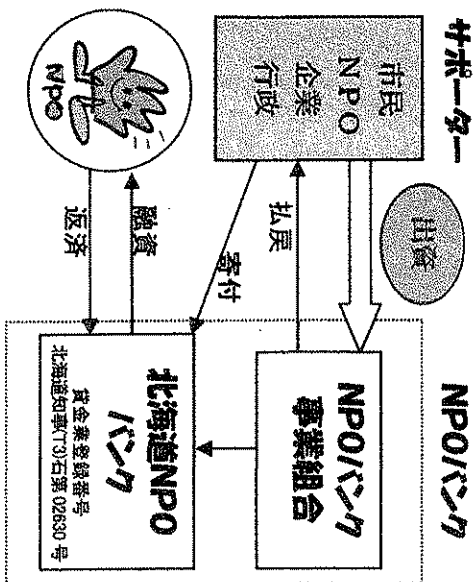 サポーター
市民
NPO
企業
行政
出資
払戻
寄付
融資
返済
NPO
NPOバンク
NPOバンク
事業組合
北海道NPO
バンク
貸金業登録番号
北海道知事(T3)石第 02630 号